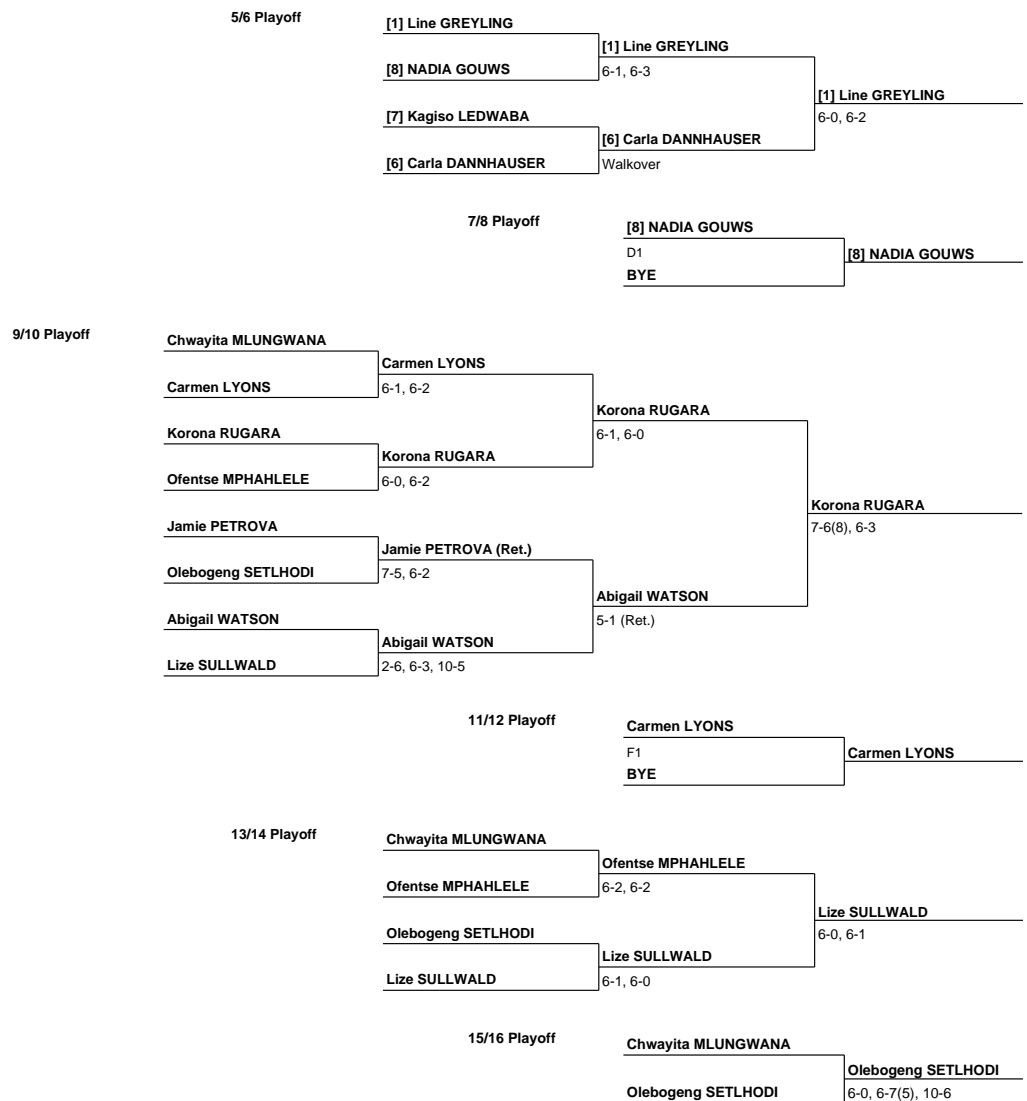 5/6 Playoff
[1] Line GREYLING
[1] Line GREYLING
[8] NADIA GOUWS
6-1, 6-3
[1] Line GREYLING
[7] Kagiso LEDWABA
6-0, 6-2
[6] Carla DANNHAUSER
[6] Carla DANNHAUSER
Walkover
7/8 Playoff
[8] NADIA GOUWS
D1
[8] NADIA GOUWS
BYE
9/10 Playoff
Chwayita MLUNGWANA
Carmen LYONS
Carmen LYONS
6-1, 6-2
Korona RUGARA
Korona RUGARA
6-1, 6-0
Korona RUGARA
Ofentse MPHAHLELE
6-0, 6-2
Korona RUGARA
Jamie PETROVA
7-6(8), 6-3
Jamie PETROVA (Ret.)
Olebogeng SETLHODI
7-5, 6-2
Abigail WATSON
Abigail WATSON
5-1 (Ret.)
Abigail WATSON
Lize SULLWALD
2-6, 6-3, 10-5
11/12 Playoff
Carmen LYONS
F1
Carmen LYONS
BYE
13/14 Playoff
Chwayita MLUNGWANA
Ofentse MPHAHLELE
Ofentse MPHAHLELE
6-2, 6-2
Lize SULLWALD
Olebogeng SETLHODI
6-0, 6-1
Lize SULLWALD
Lize SULLWALD
6-1, 6-0
15/16 Playoff
Chwayita MLUNGWANA
Olebogeng SETLHODI
Olebogeng SETLHODI
6-0, 6-7(5), 10-6